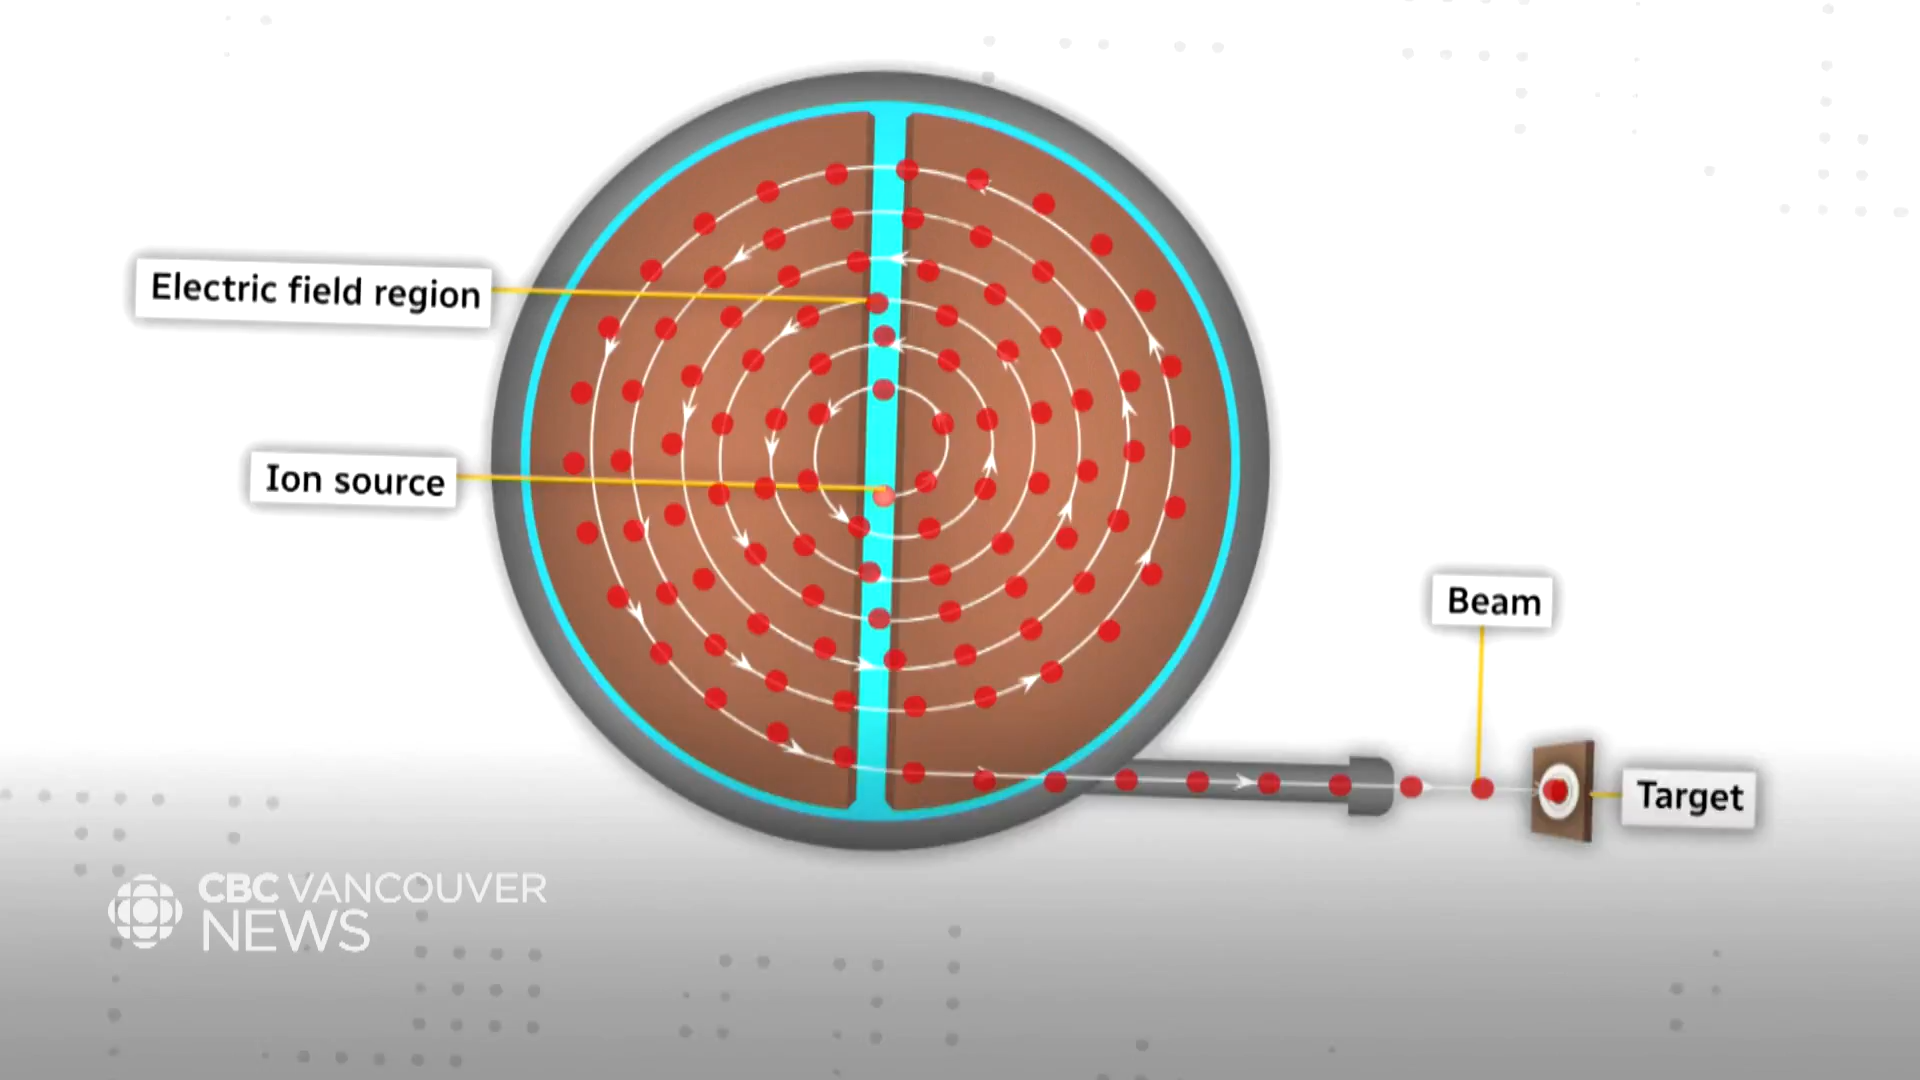 Electric field region
Ion source
Beam
Target
CBC VANCOUVER
NEWS